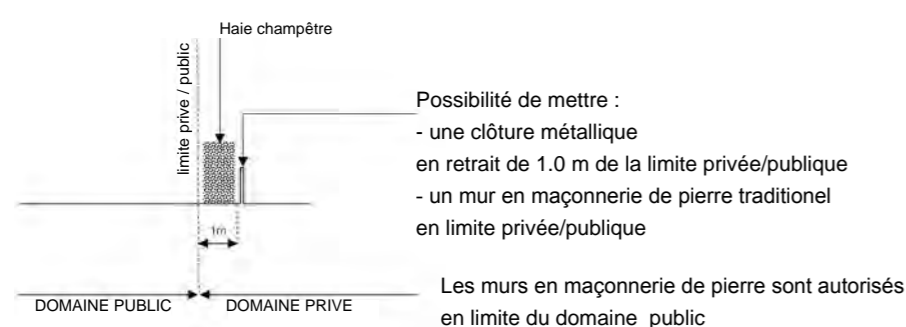 Haie champêtre
limite prive / public
Possibilité de mettre :
- une clôture métallique
en retrait de 1.0 m de la limite privée/publique
- un mur en maçonnerie de pierre traditionel
en limite privée/publique
1m
DOMAINE PUBLIC
DOMAINE PRIVE
Les murs en maçonnerie de pierre sont autorisés
en limite du domaine public